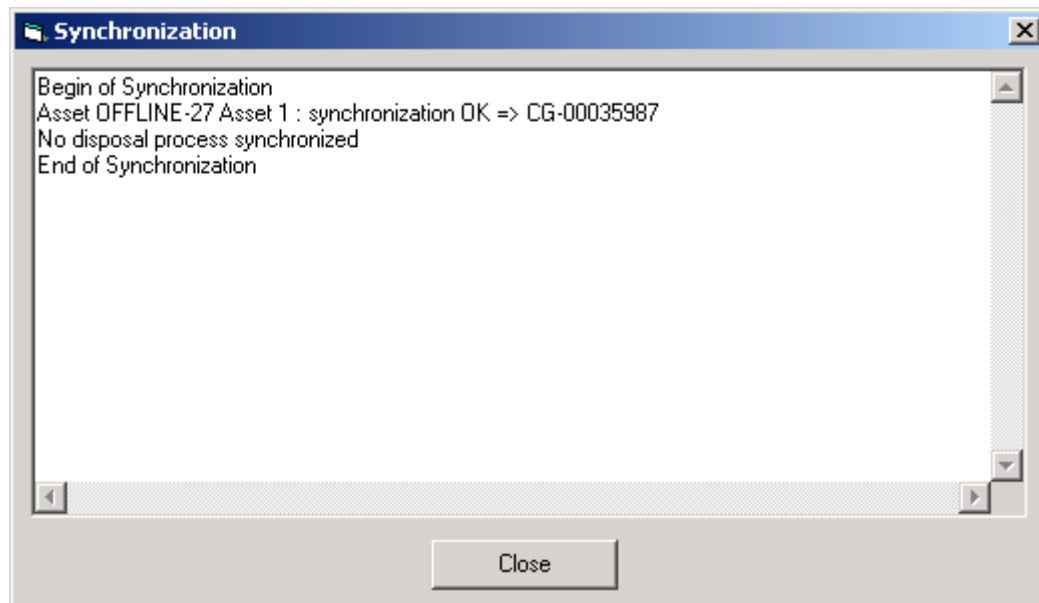 Synchronization
Begin of Synchronization
Asset OFFLINE-27 Asset 1 : synchronization OK => CG-00035987
No disposal process synchronized
End of Synchronization
Close